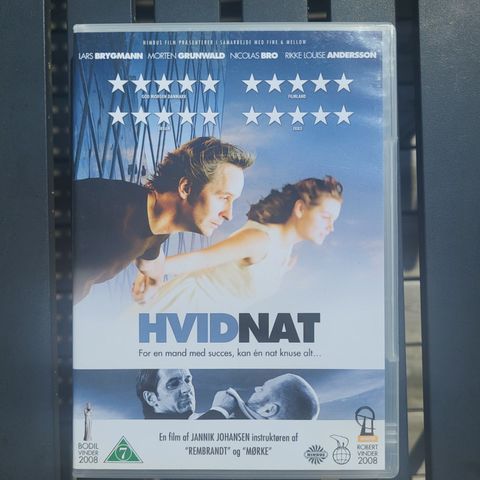 NIMBUS FILM PRÆSENTERER I SAMARBEJDE MED FINE & MELLOW
LARS BRYGMANN MORTEN GRUNWALD NICOLAS BRO RIKKE LOUISE ANDERSSON
GOD MORGEN DANMARK FILMLAND
HVIDNAT
For en mand med succes, kan én nat knuse alt...
BODIL
VINDER
2008
7
En film af JANNIK JOHANSEN instruktøren af
"REMBRANDT" og "MØRKE"
NIMBUS
ROBERT
VINDER
2008